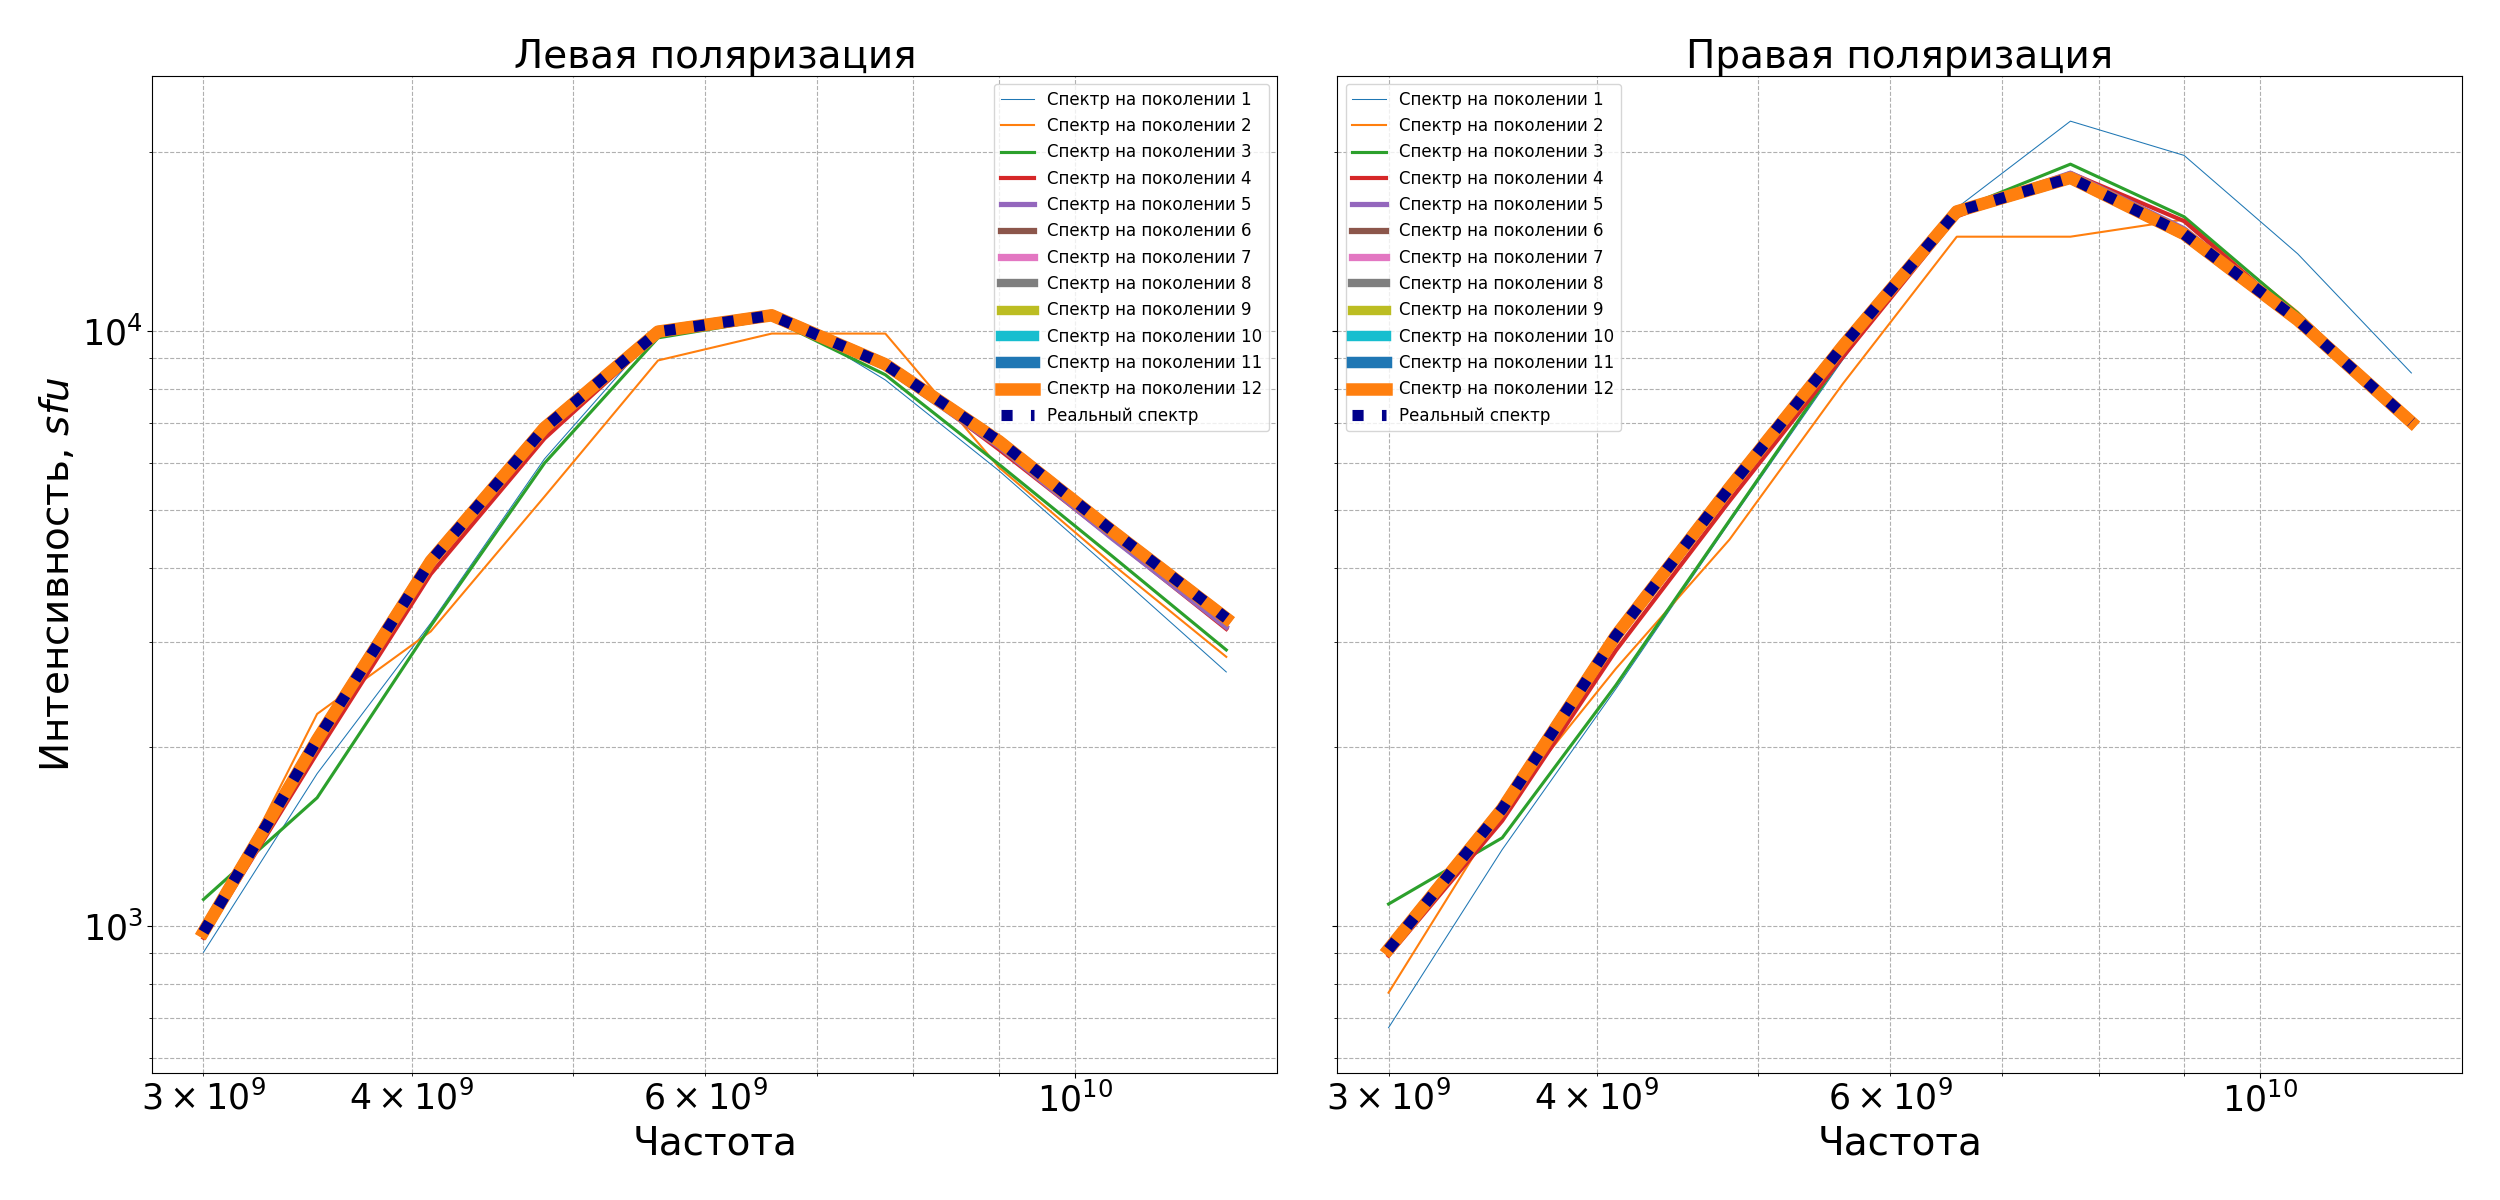 Левая поляризация
Спектр на поколении 1
Спектр на поколении 2
Спектр на поколении 3
Спектр на поколении 4
Спектр на поколении 5
Спектр на поколении 6
Спектр на поколении 7
Спектр на поколении 8
Спектр на поколении 9
Спектр на поколении 10
Спектр на поколении 11
Спектр на поколении 12
Реальный спектр
Интенсивность, sfu
10⁴
10³
3 × 10⁹
4 × 10⁹
6 × 10⁹
10¹⁰
Частота
Правая поляризация
Спектр на поколении 1
Спектр на поколении 2
Спектр на поколении 3
Спектр на поколении 4
Спектр на поколении 5
Спектр на поколении 6
Спектр на поколении 7
Спектр на поколении 8
Спектр на поколении 9
Спектр на поколении 10
Спектр на поколении 11
Спектр на поколении 12
Реальный спектр
3 × 10⁹
4 × 10⁹
6 × 10⁹
10¹⁰
Частота